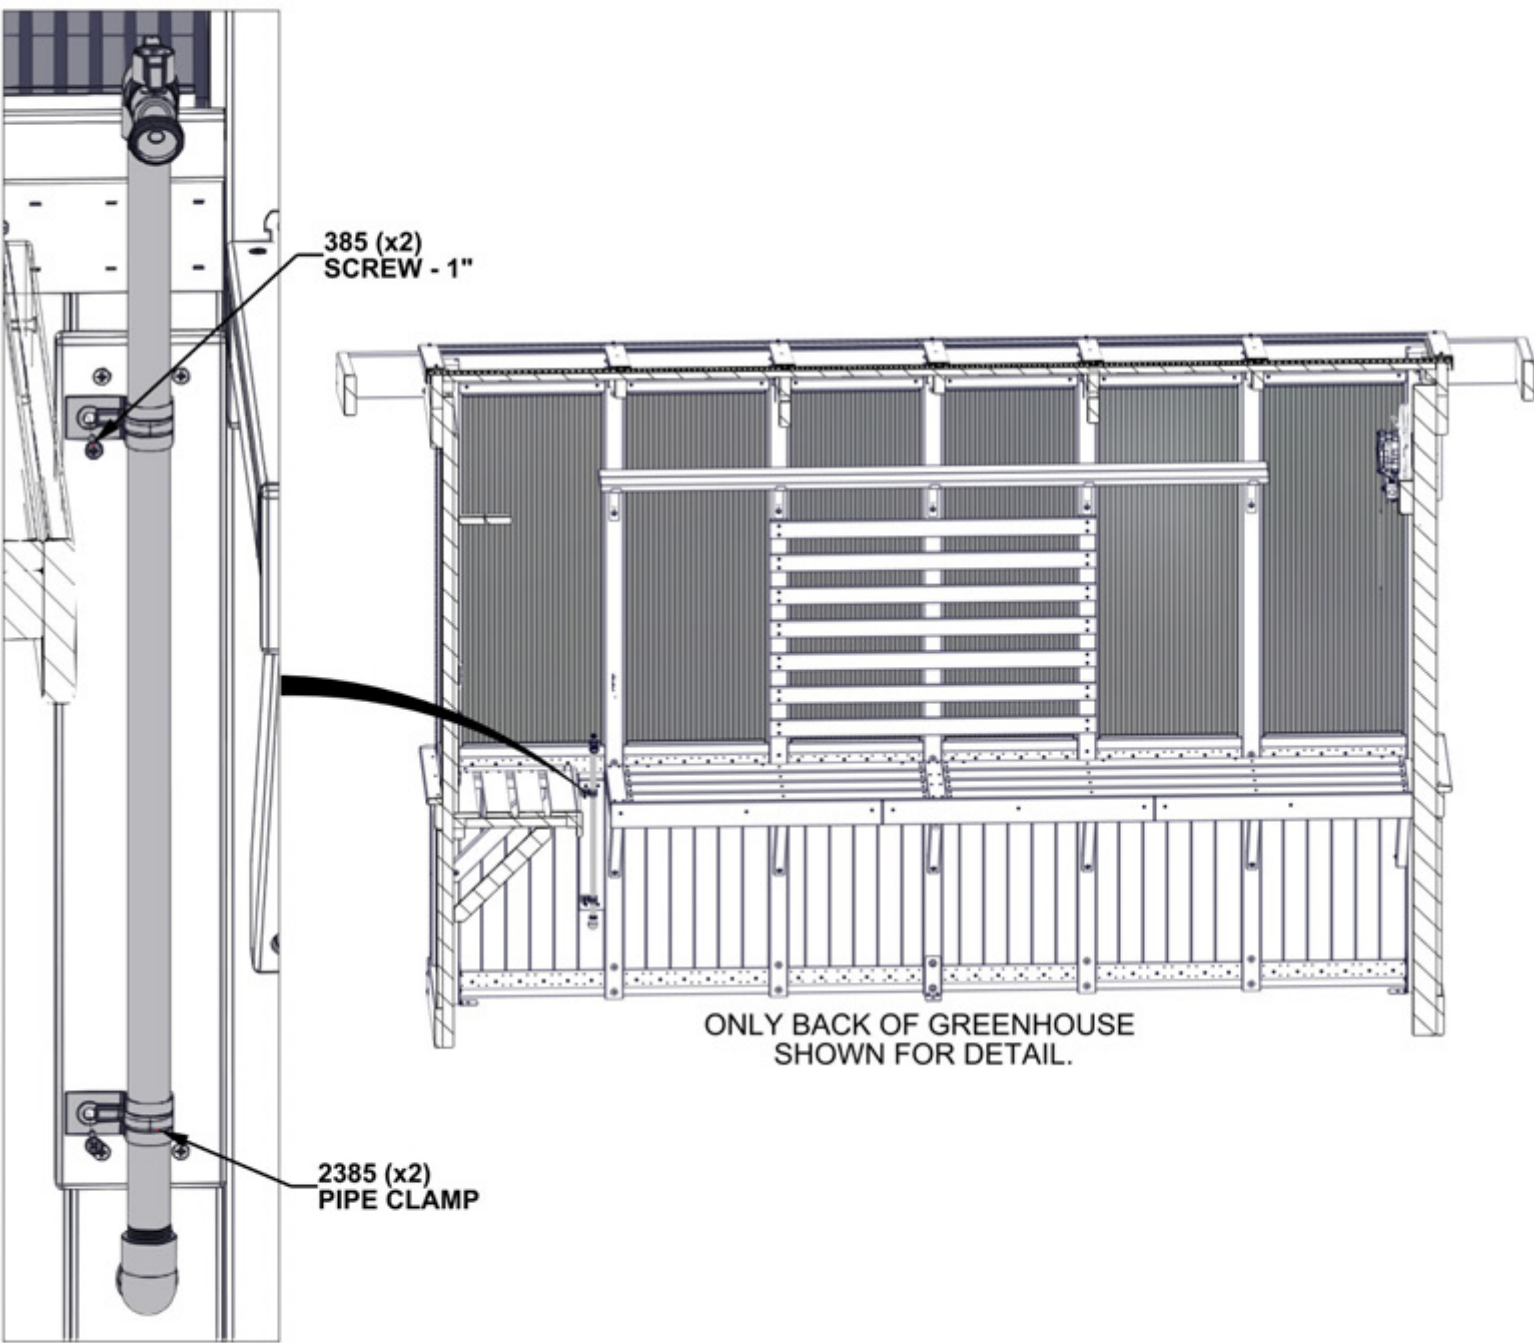 385 (x2)
SCREW - 1"
ONLY BACK OF GREENHOUSE
SHOWN FOR DETAIL.
2385 (x2)
PIPE CLAMP